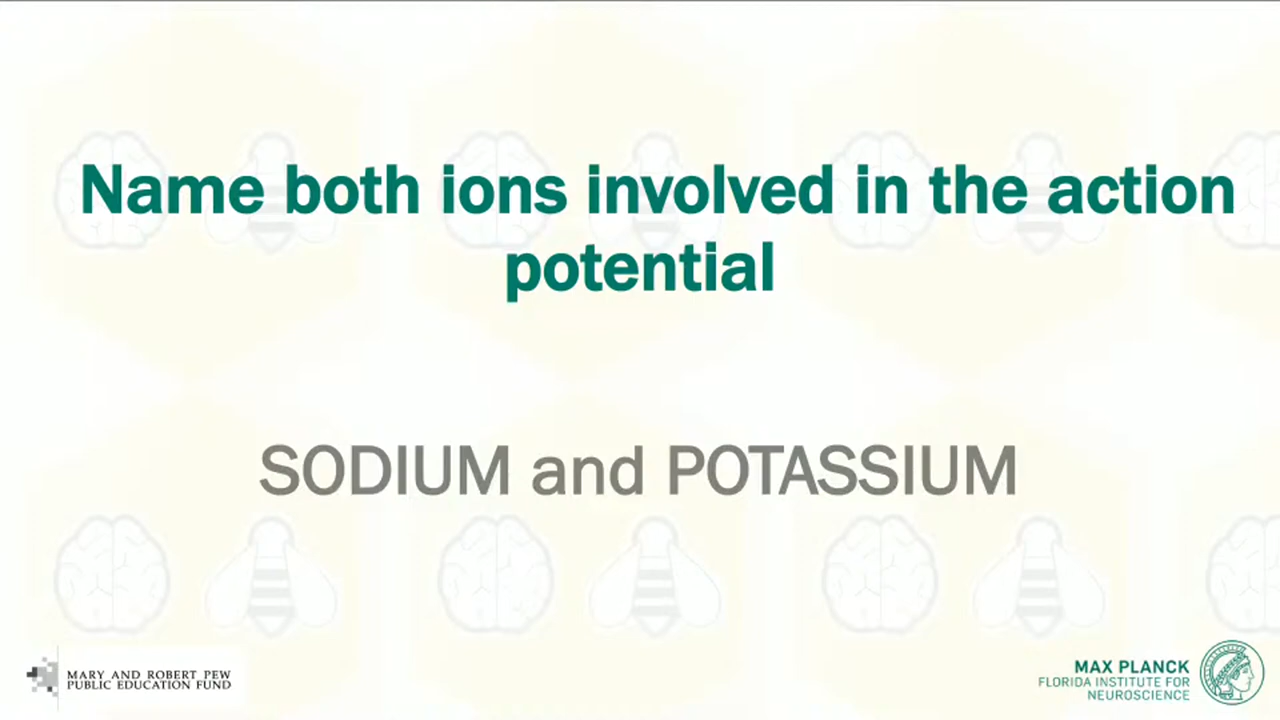 Name both ions involved in the action
potential
SODIUM and POTASSIUM
MARY AND ROBERT PEW
PUBLIC EDUCATION FUND
MAX PLANCK
FLORIDA INSTITUTE FOR
NEUROSCIENCE